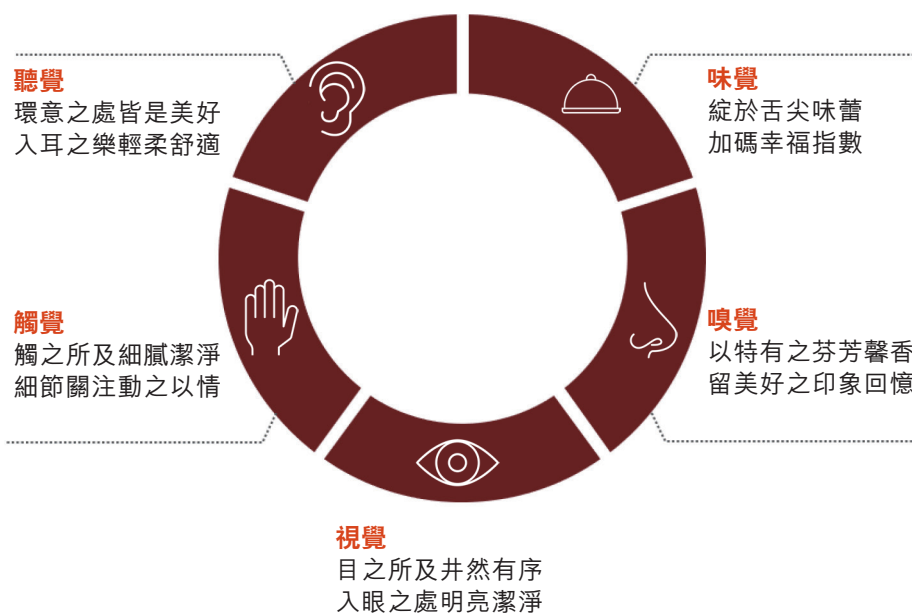 聽覺
環意之處皆是美好
入耳之樂輕柔舒適
味覺
綻於舌尖味蕾
加碼幸福指數
觸覺
觸之所及細膩潔淨
細節關注動之以情
嗅覺
以特有之芬芳馨香
留美好之印象回憶
視覺
目之所及井然有序
入眼之處明亮潔淨